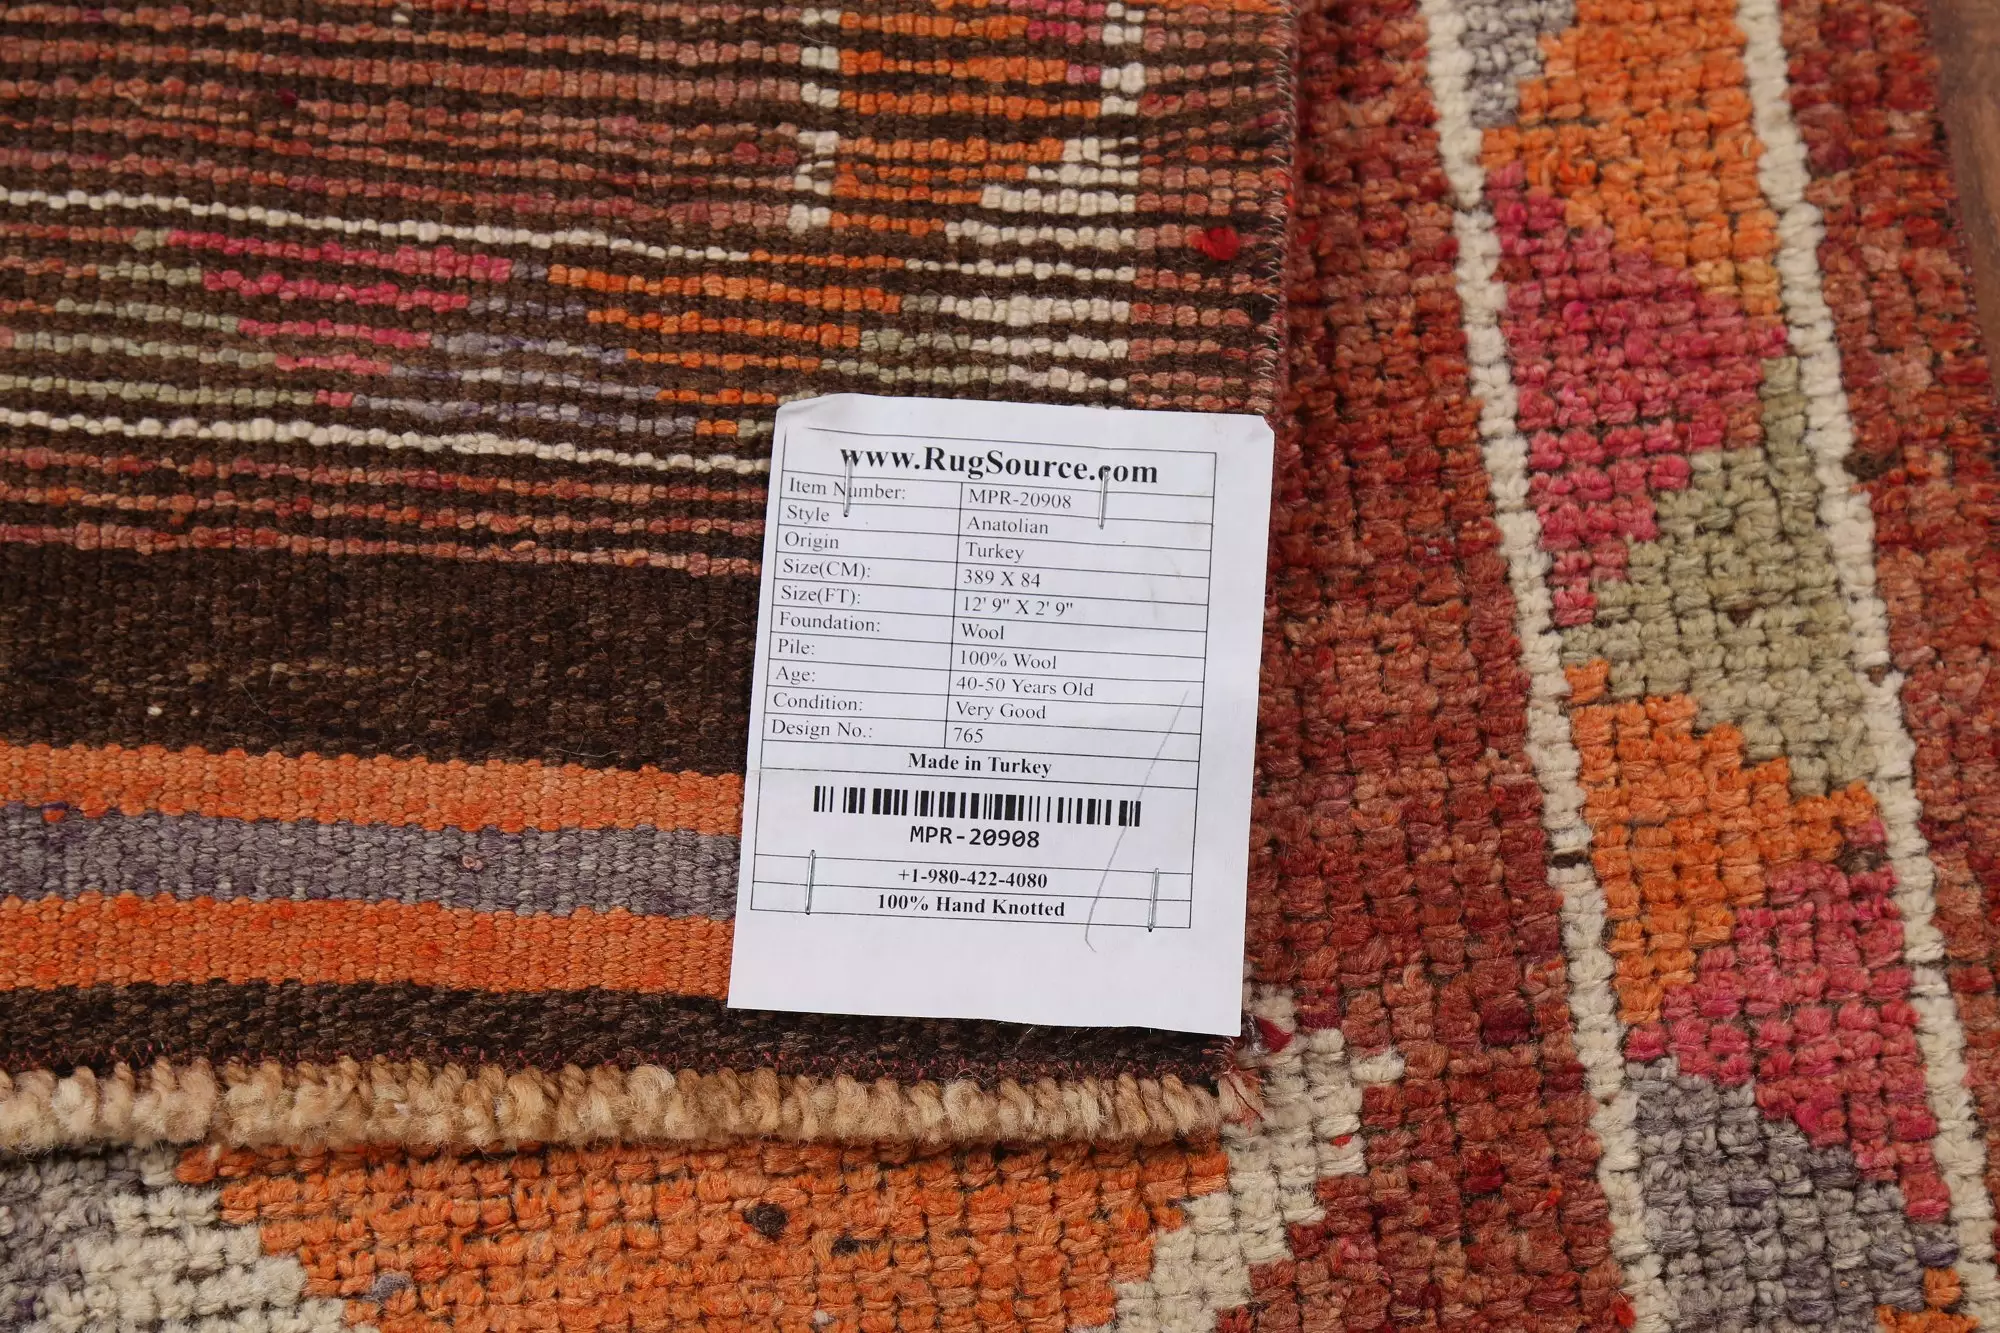 www.RugSource.com
Item Number: MPR-20908
Style Anatolian
Origin Turkey
Size(CM): 389 X 84
Size(FT): 12' 9" X 2' 9"
Foundation: Wool
Pile: 100% Wool
Age: 40-50 Years Old
Condition: Very Good
Design No.: 765
Made in Turkey
MPR-20908
+1-980-422-4080
100% Hand Knotted